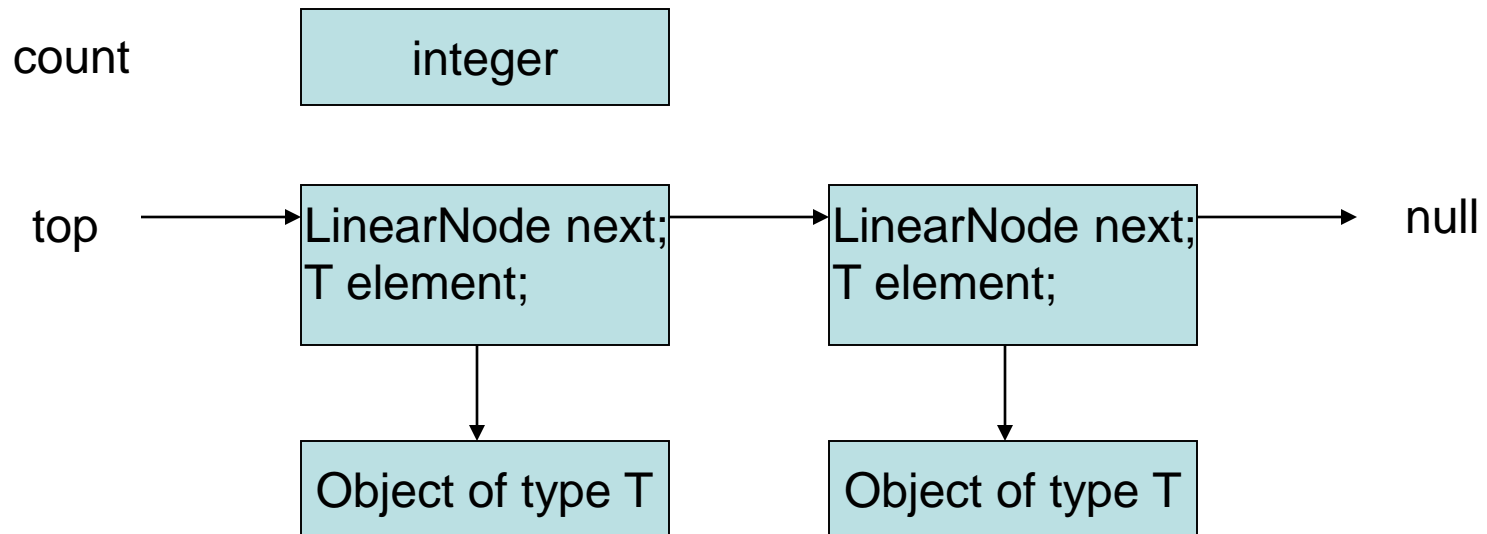 count
integer
top
LinearNode next;
T element;
LinearNode next;
T element;
null
Object of type T
Object of type T